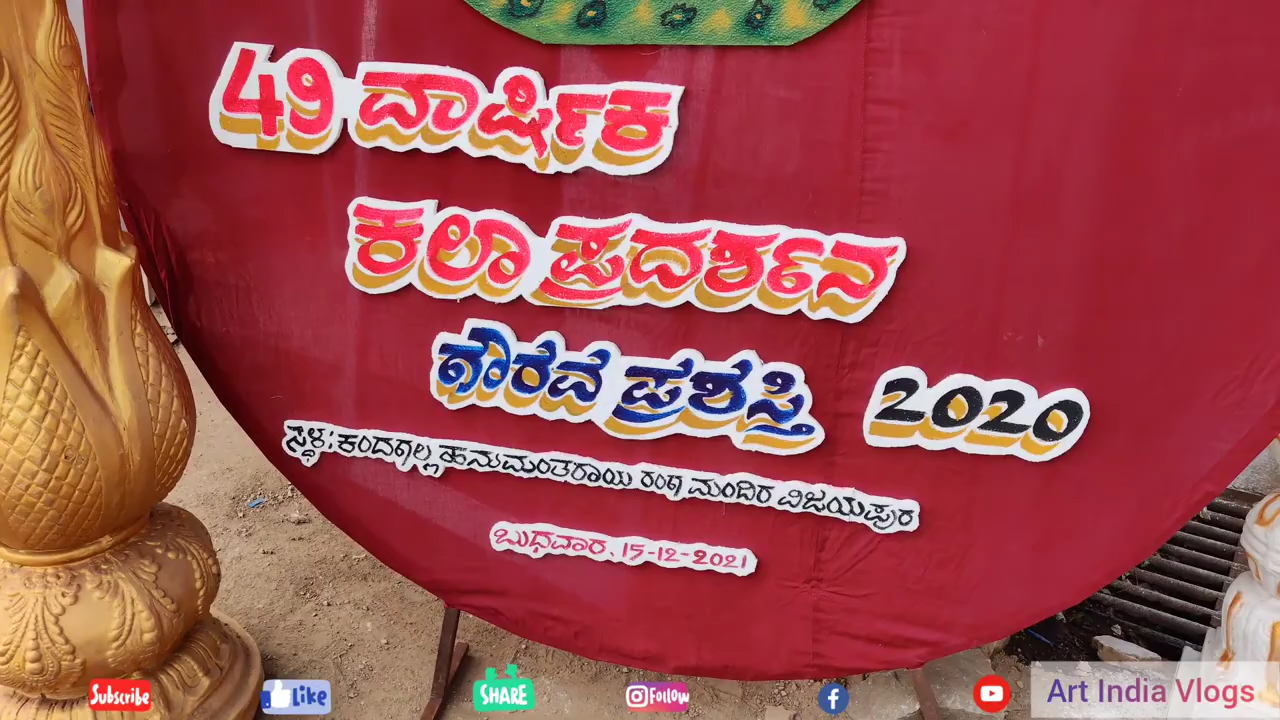 49 ವಾರ್ಷಿಕ
ಕಲಾ ಪ್ರದರ್ಶನ
ಗೌರವ ಪ್ರಶಸ್ತಿ 2020
ಸ್ಥಳ: ಕಂದಗಲ್ಲ ಹನುಮಂತರಾಯ ರಂಗ ಮಂದಿರ ವಿಜಯಪುರ
ಬುಧವಾರ, 15-12-2021
Subscribe Like SHARE Follow Art India Vlogs